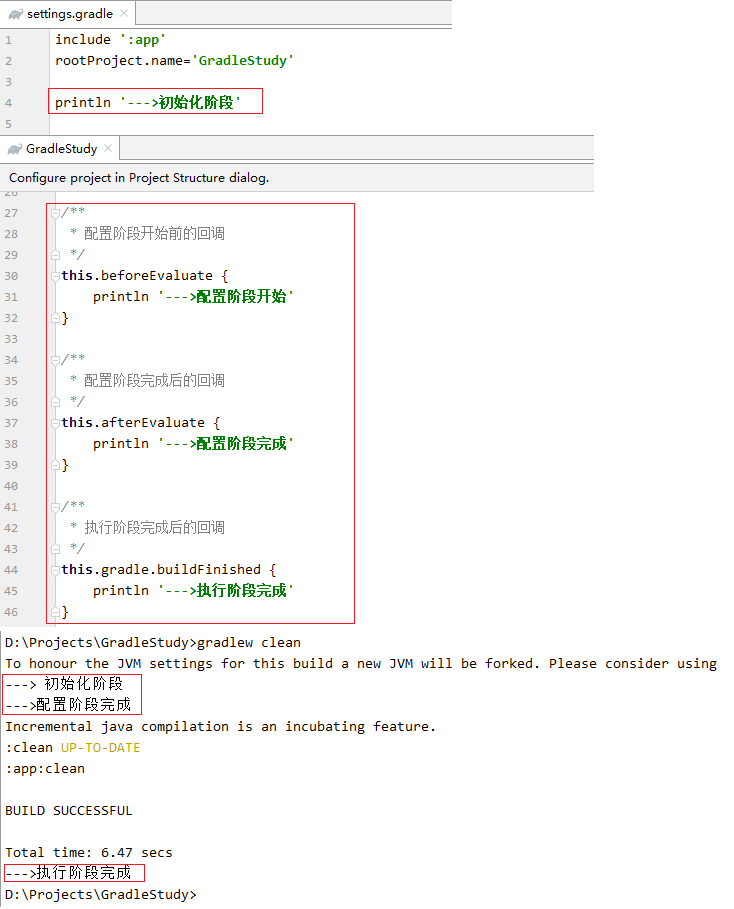 settings.gradle ×
1 include ':app'
2 rootProject.name='GradleStudy'
3
4 println '--->初始化阶段'
5
GradleStudy ×
Configure project in Project Structure dialog.
26
27 /**
28 * 配置阶段开始前的回调
29 */
30 this.beforeEvaluate {
31 println '--->配置阶段开始'
32 }
33
34 /**
35 * 配置阶段完成后的回调
36 */
37 this.afterEvaluate {
38 println '--->配置阶段完成'
39 }
40
41 /**
42 * 执行阶段完成后的回调
43 */
44 this.gradle.buildFinished {
45 println '--->执行阶段完成'
46 }
D:\Projects\GradleStudy>gradlew clean
To honour the JVM settings for this build a new JVM will be forked. Please consider using
---> 初始化阶段
--->配置阶段完成
Incremental java compilation is an incubating feature.
:clean UP-TO-DATE
:app:clean
BUILD SUCCESSFUL
Total time: 6.47 secs
--->执行阶段完成
D:\Projects\GradleStudy>